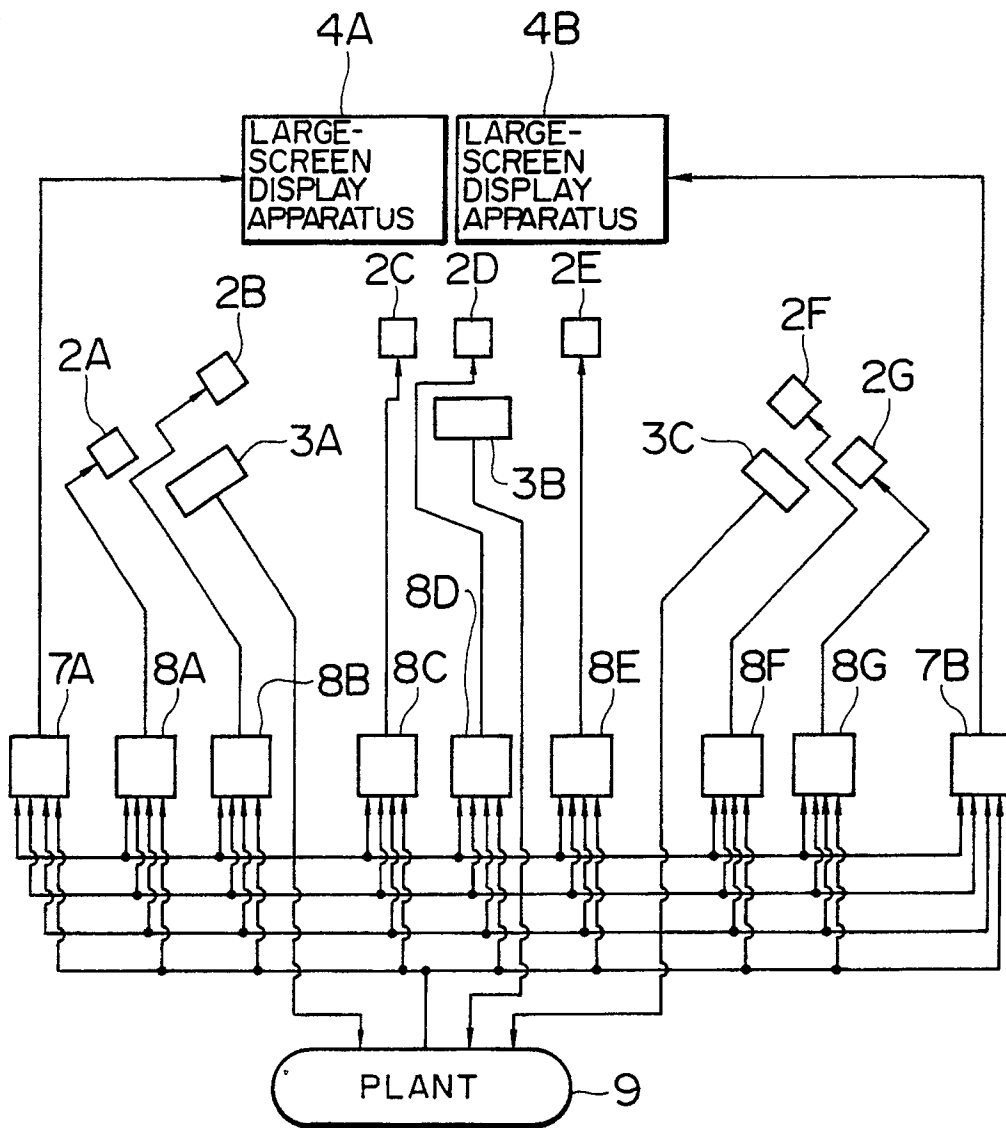 4A 4B
LARGE-
SCREEN
DISPLAY
APPARATUS
LARGE-
SCREEN
DISPLAY
APPARATUS
2C 2D 2E
2B 2F
2A 2G
3A 3C
3B
8D
7A 8A 8B 8C 8E 8F 8G 7B
PLANT 9